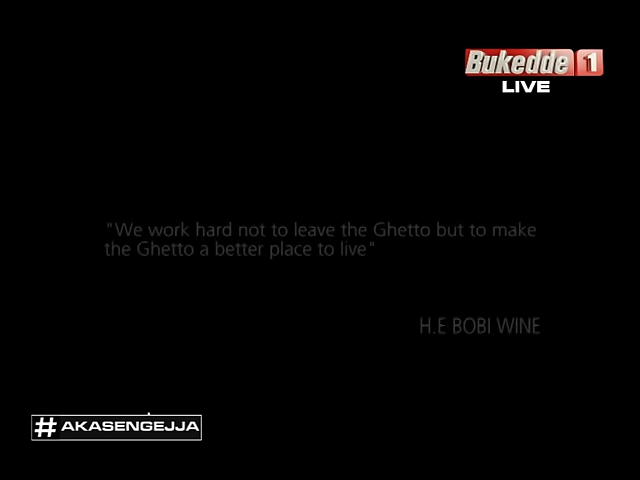 Bukedde 1
LIVE
"We work hard not to leave the Ghetto but to make
the Ghetto a better place to live"
H.E BOBI WINE
# AKASENGEJJA